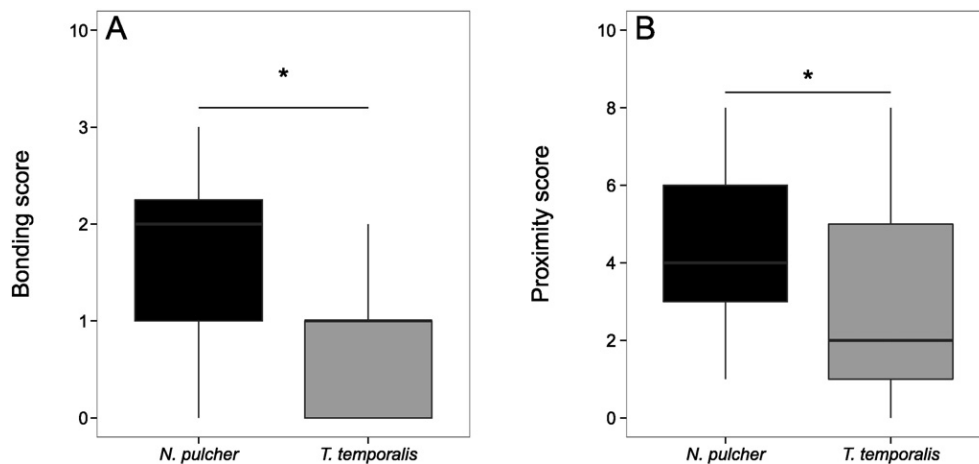 A
Bonding score
10
3
2
1
0
*
N. pulcher
T. temporalis
B
Proximity score
10
8
6
4
2
0
*
N. pulcher
T. temporalis